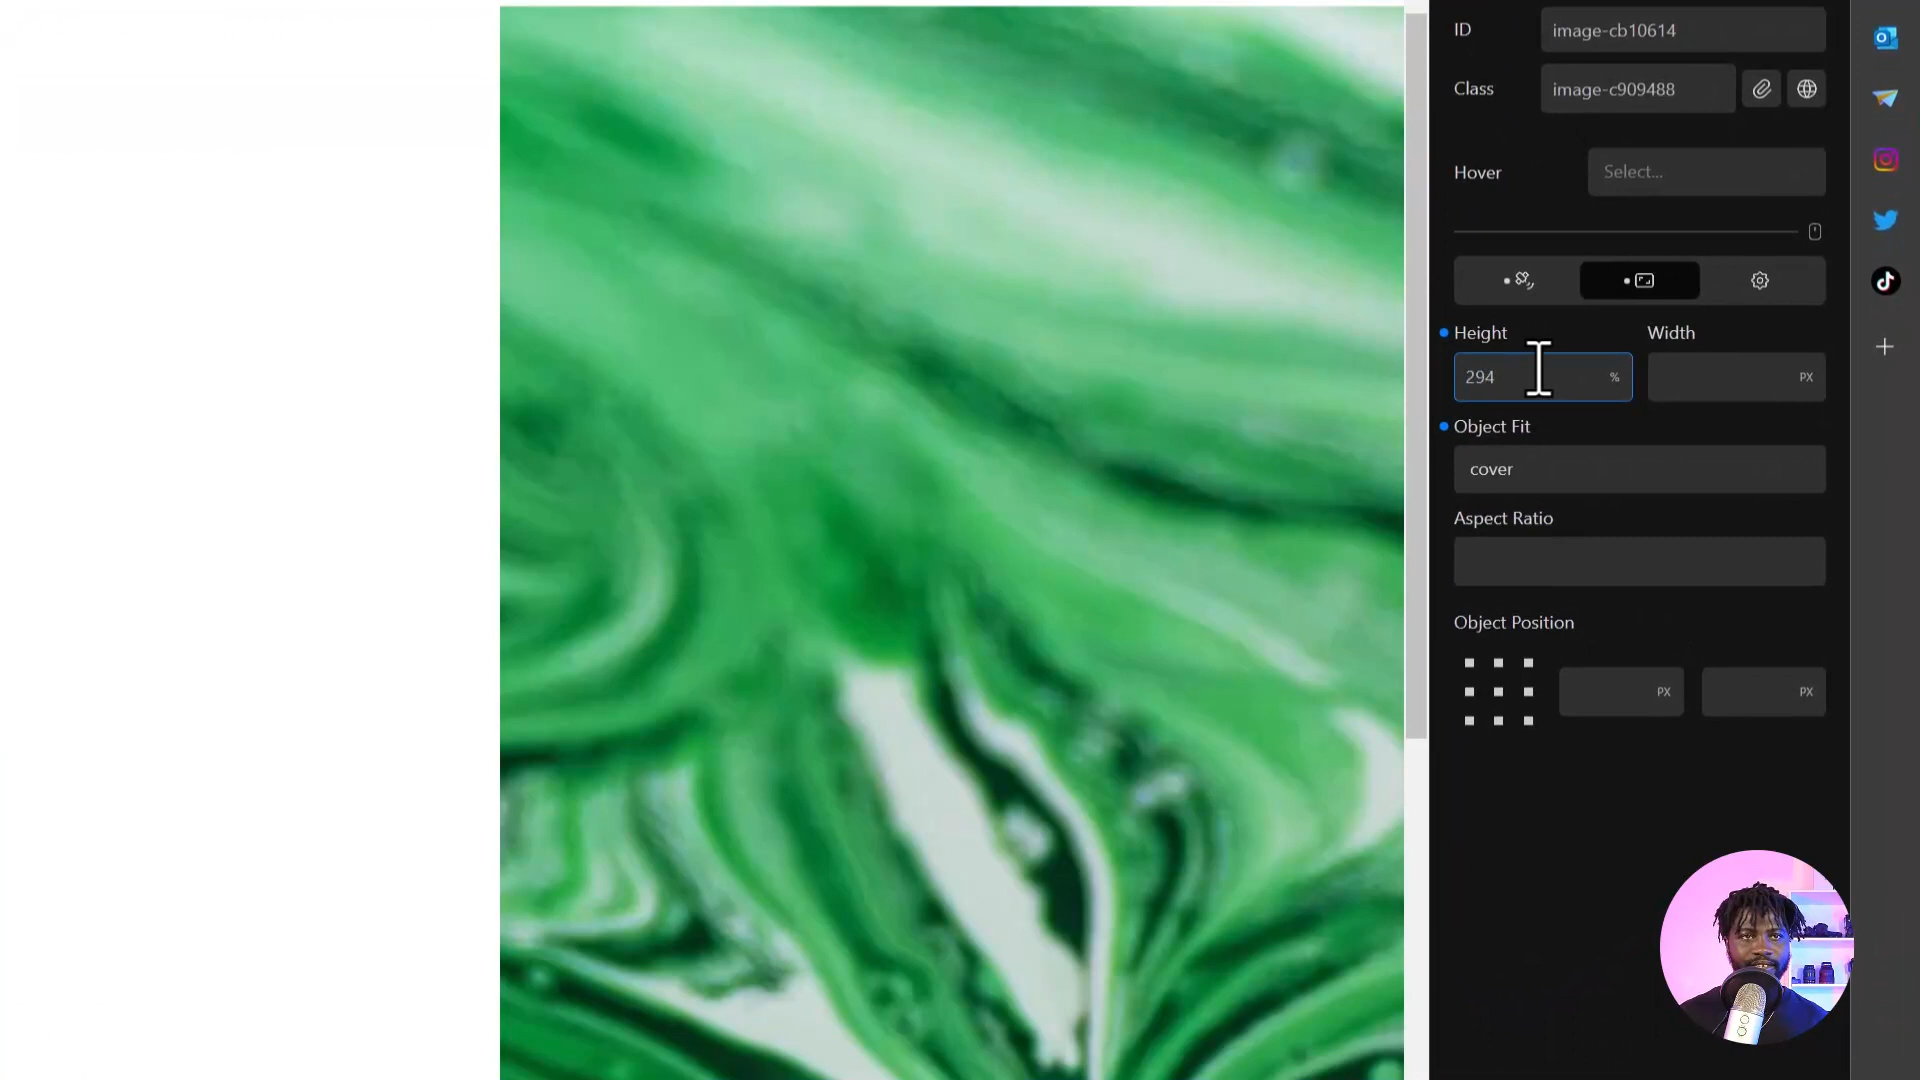 ID
image-cb10614
Class
image-c909488
Hover
Select...
Height
Width
294
%
PX
Object Fit
cover
Aspect Ratio
Object Position
PX
PX